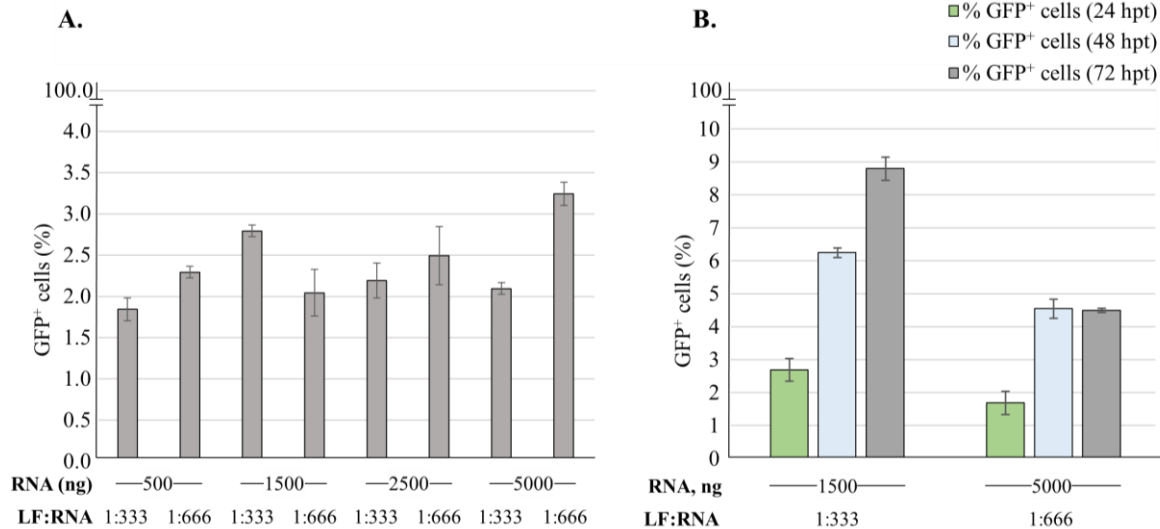 A.
100.0
4.0
3.5
3.0
2.5
2.0
1.5
1.0
0.5
0.0
GFP⁺ cells (%)
RNA (ng) 500 1500 2500 5000
LF:RNA 1:333 1:666 1:333 1:666 1:333 1:666 1:333 1:666
B.
% GFP⁺ cells (24 hpt)
% GFP⁺ cells (48 hpt)
% GFP⁺ cells (72 hpt)
100
10
9
8
7
6
5
4
3
2
1
0
GFP⁺ cells (%)
RNA, ng 1500 5000
LF:RNA 1:333 1:666